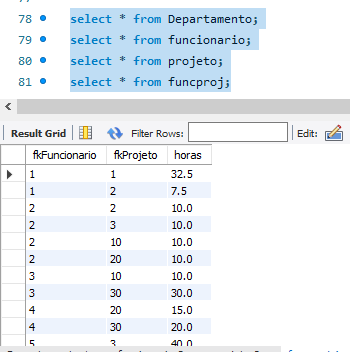 78 select * from Departamento;
79 select * from funcionario;
80 select * from projeto;
81 select * from funcproj;
Result Grid Filter Rows: Edit:
fkFuncionario fkProjeto horas
1 1 32.5
1 2 7.5
2 2 10.0
2 3 10.0
2 10 10.0
2 20 10.0
3 10 10.0
3 30 30.0
4 20 15.0
4 30 20.0
5 3 40.0